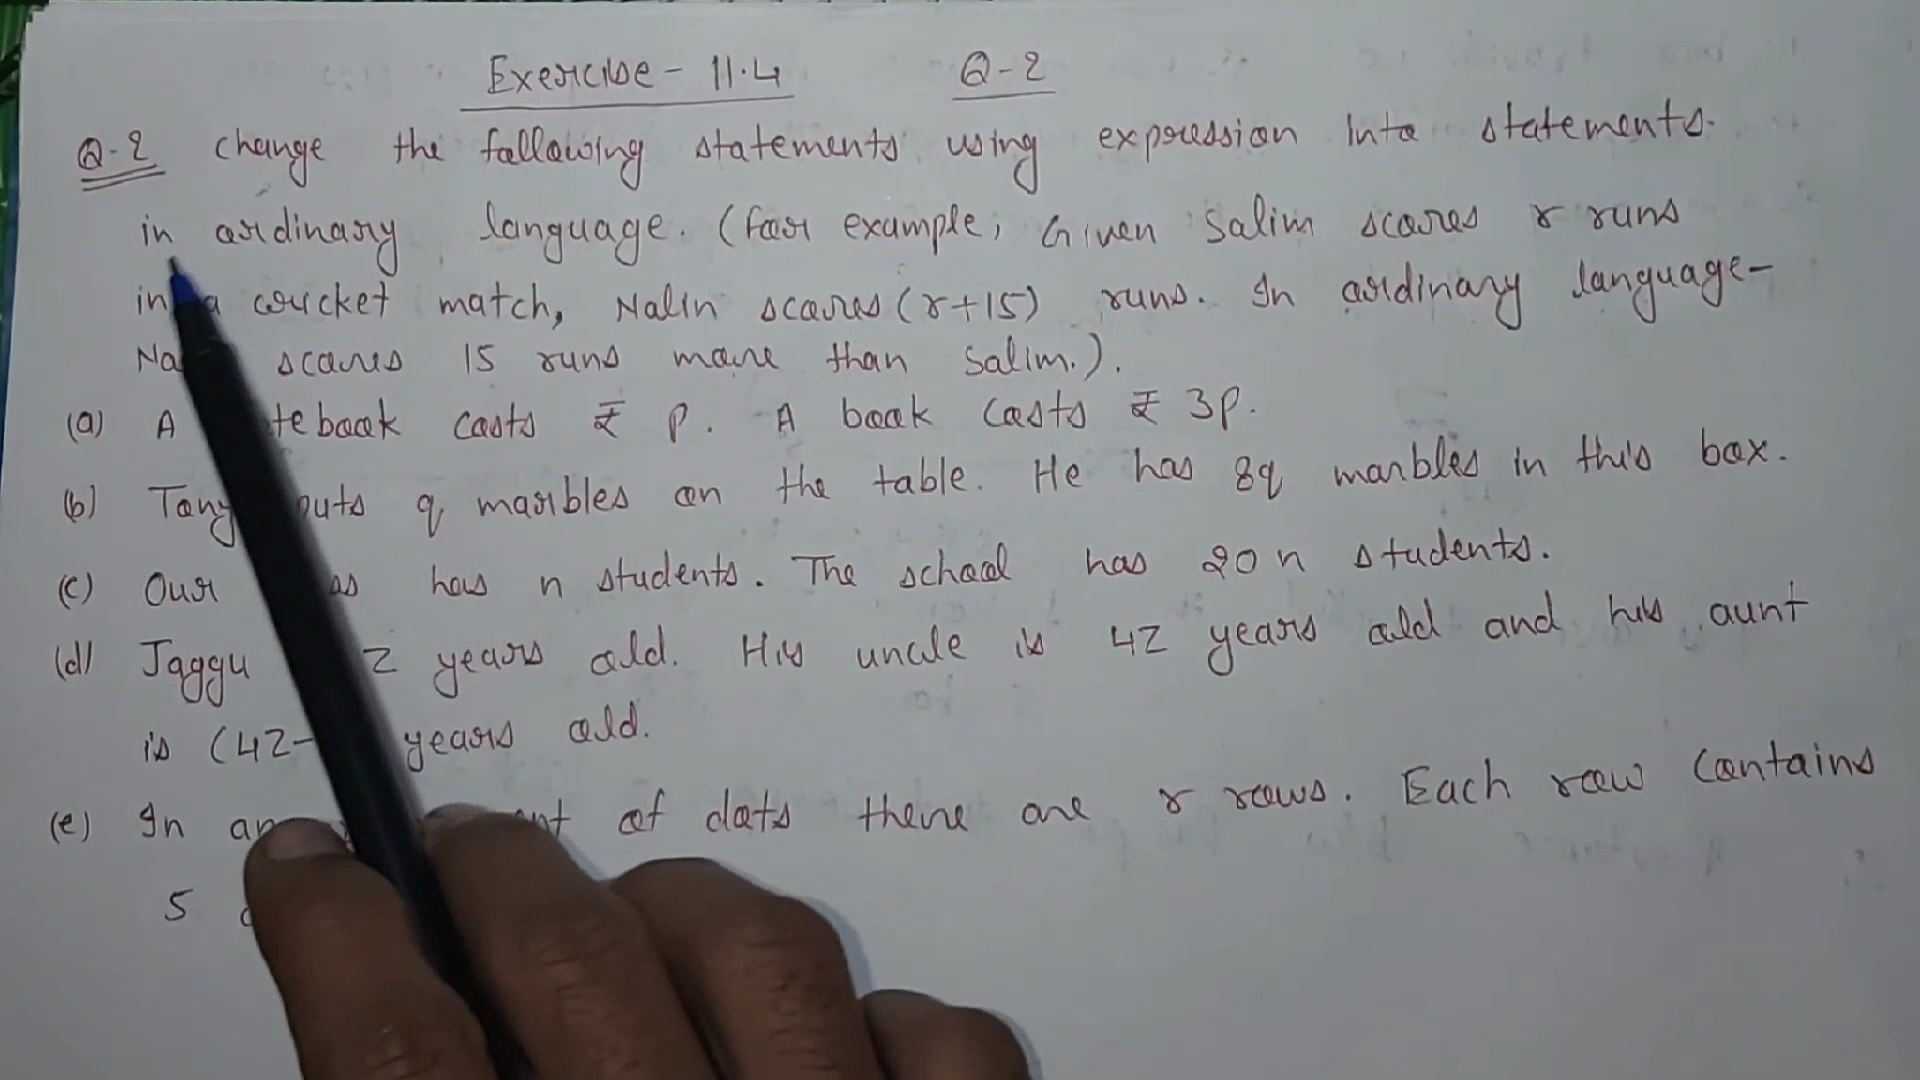 Exercise - 11.4 Q-2
Q-2 change the following statements using expression into statements.
in ordinary language. (For example, Given Salim scores r runs
in a cricket match, Nalin scores (r+15) runs. In ordinary language-
scores 15 runs more than Salim.).
(a) A book costs ₹ p. A book costs ₹ 3p.
(b) Tony puts q marbles on the table. He has 8q marbles in this box.
(c) Our has n students. The school has 20n students.
(d) Jaggu z years old. His uncle is 4z years old and his aunt
is (4z- years old.
(e) In an of dots there are r rows. Each row contains
5